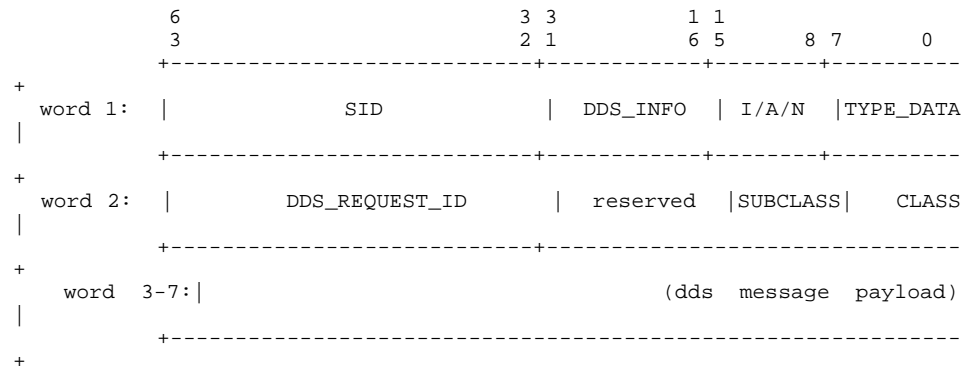 6 3 3 1 1
3 2 1 6 5 8 7 0
+----------------------------+------------+--------+----------
+
word 1: | SID | DDS_INFO | I/A/N |TYPE_DATA
|
+----------------------------+------------+--------+----------
+
word 2: | DDS_REQUEST_ID | reserved |SUBCLASS| CLASS
|
+----------------------------+--------------------------------
+
word 3-7:| (dds message payload)
|
+-------------------------------------------------------------
+